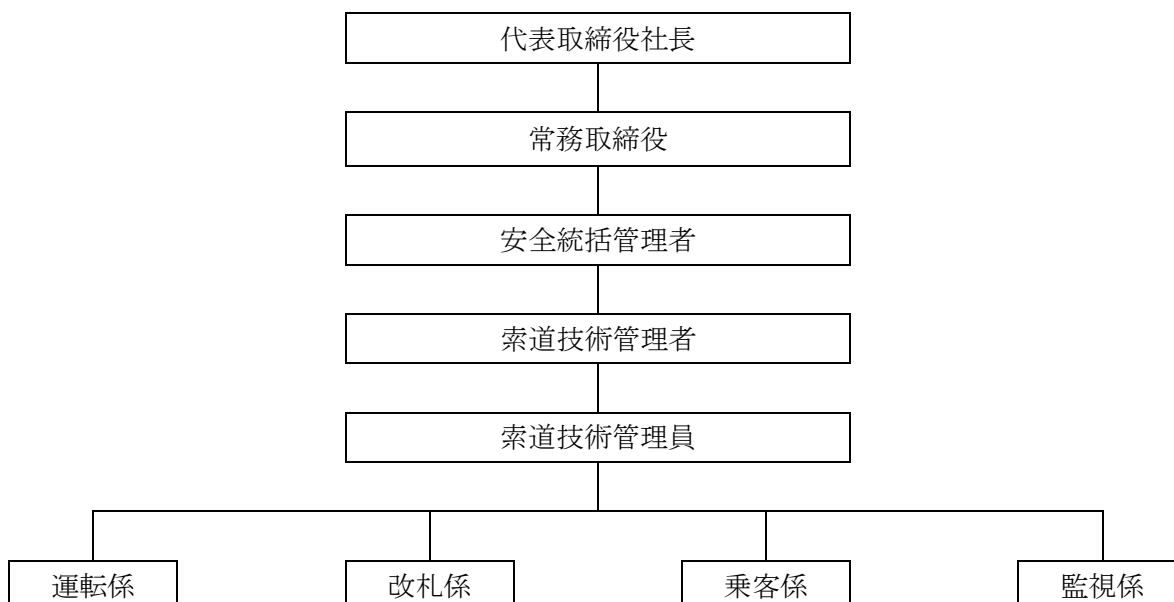 代表取締役社長
常務取締役
安全統括管理者
索道技術管理者
索道技術管理員
運転係
改札係
乗客係
監視係